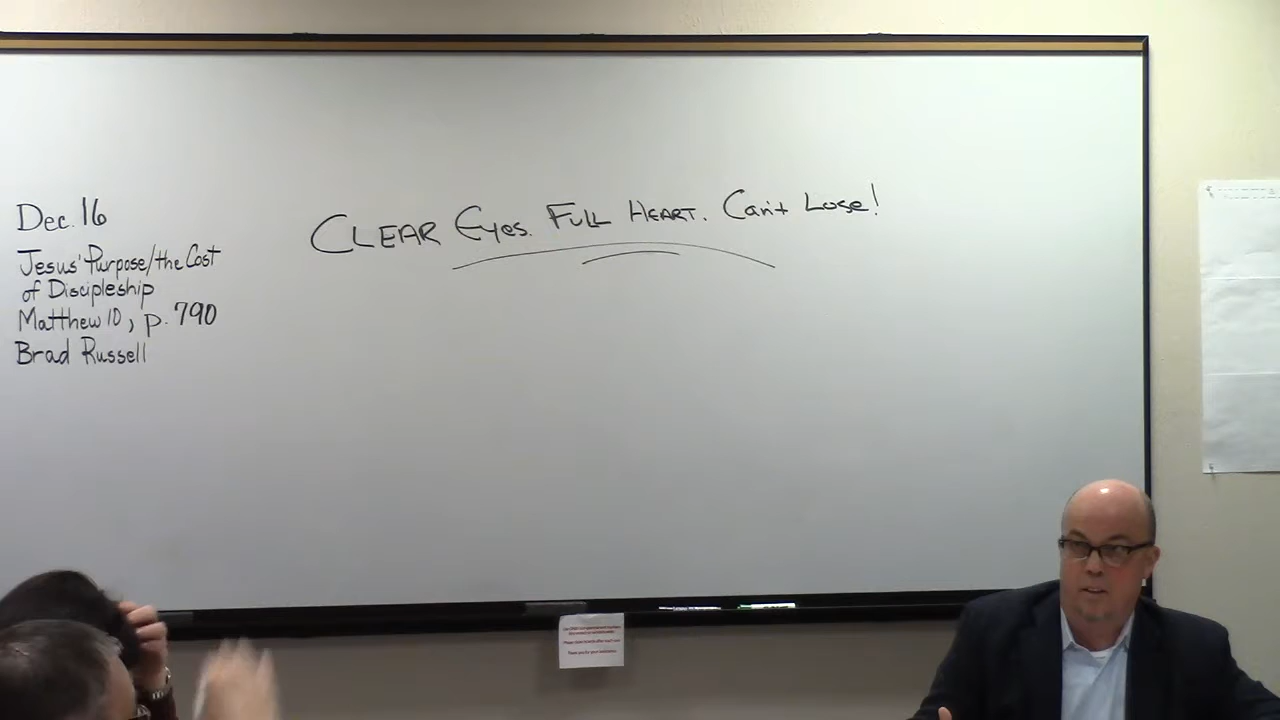 Dec. 16
Jesus' Purpose/the Cost
of Discipleship
Matthew 10, p. 790
Brad Russell
CLEAR Eyes. FULL HEART. Can't Lose!